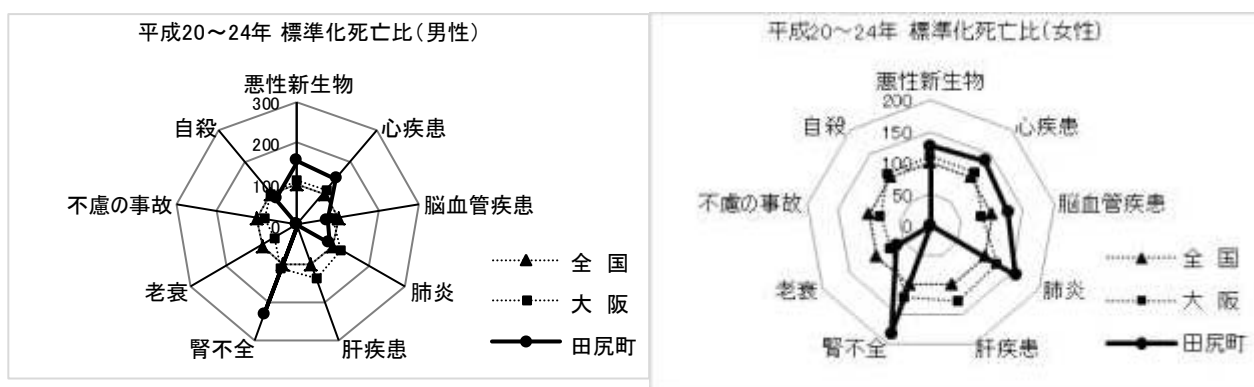 平成20～24年 標準化死亡比(男性)
悪性新生物
300
心疾患
200
100
0
脳血管疾患
肺炎
肝疾患
腎不全
老衰
不慮の事故
自殺
全 国
大 阪
田尻町
平成20～24年 標準化死亡比(女性)
悪性新生物
200
心疾患
150
100
50
0
脳血管疾患
肺炎
肝疾患
腎不全
老衰
不慮の事故
自殺
全 国
大 阪
田尻町